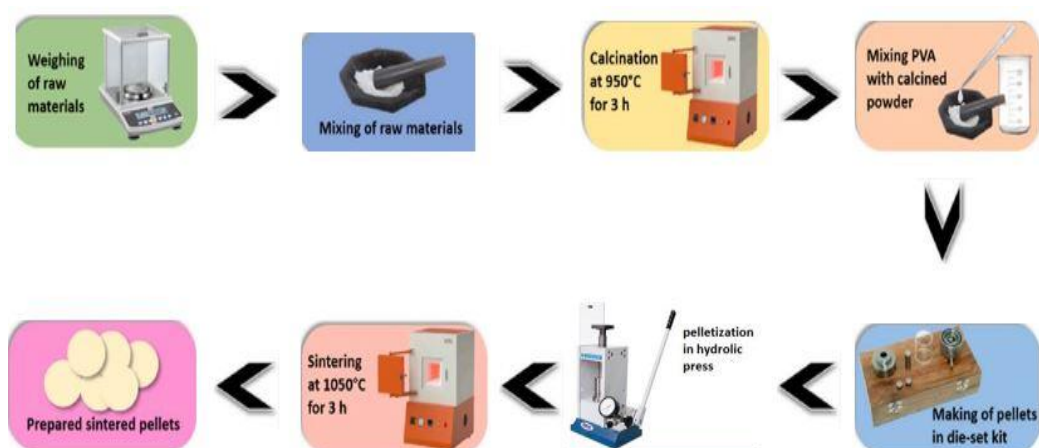 Weighing
of raw
materials
Mixing of raw materials
Calcination
at 950°C
for 3 h
Mixing PVA
with calcined
powder
Making of pellets
in die-set kit
pelletization
in hydrolic
press
Sintering
at 1050°C
for 3 h
Prepared sintered pellets